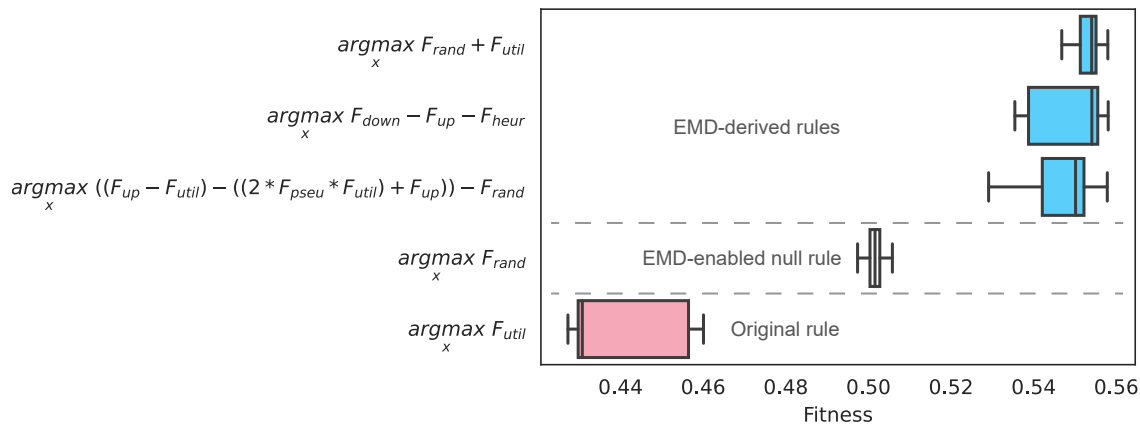 argmax F_rand + F_util
x
argmax F_down − F_up − F_heur
x
EMD-derived rules
argmax ((F_up − F_util) − ((2 * F_pseu * F_util) + F_up)) − F_rand
x
argmax F_rand
x
EMD-enabled null rule
argmax F_util
x
Original rule
0.44 0.46 0.48 0.50 0.52 0.54 0.56
Fitness